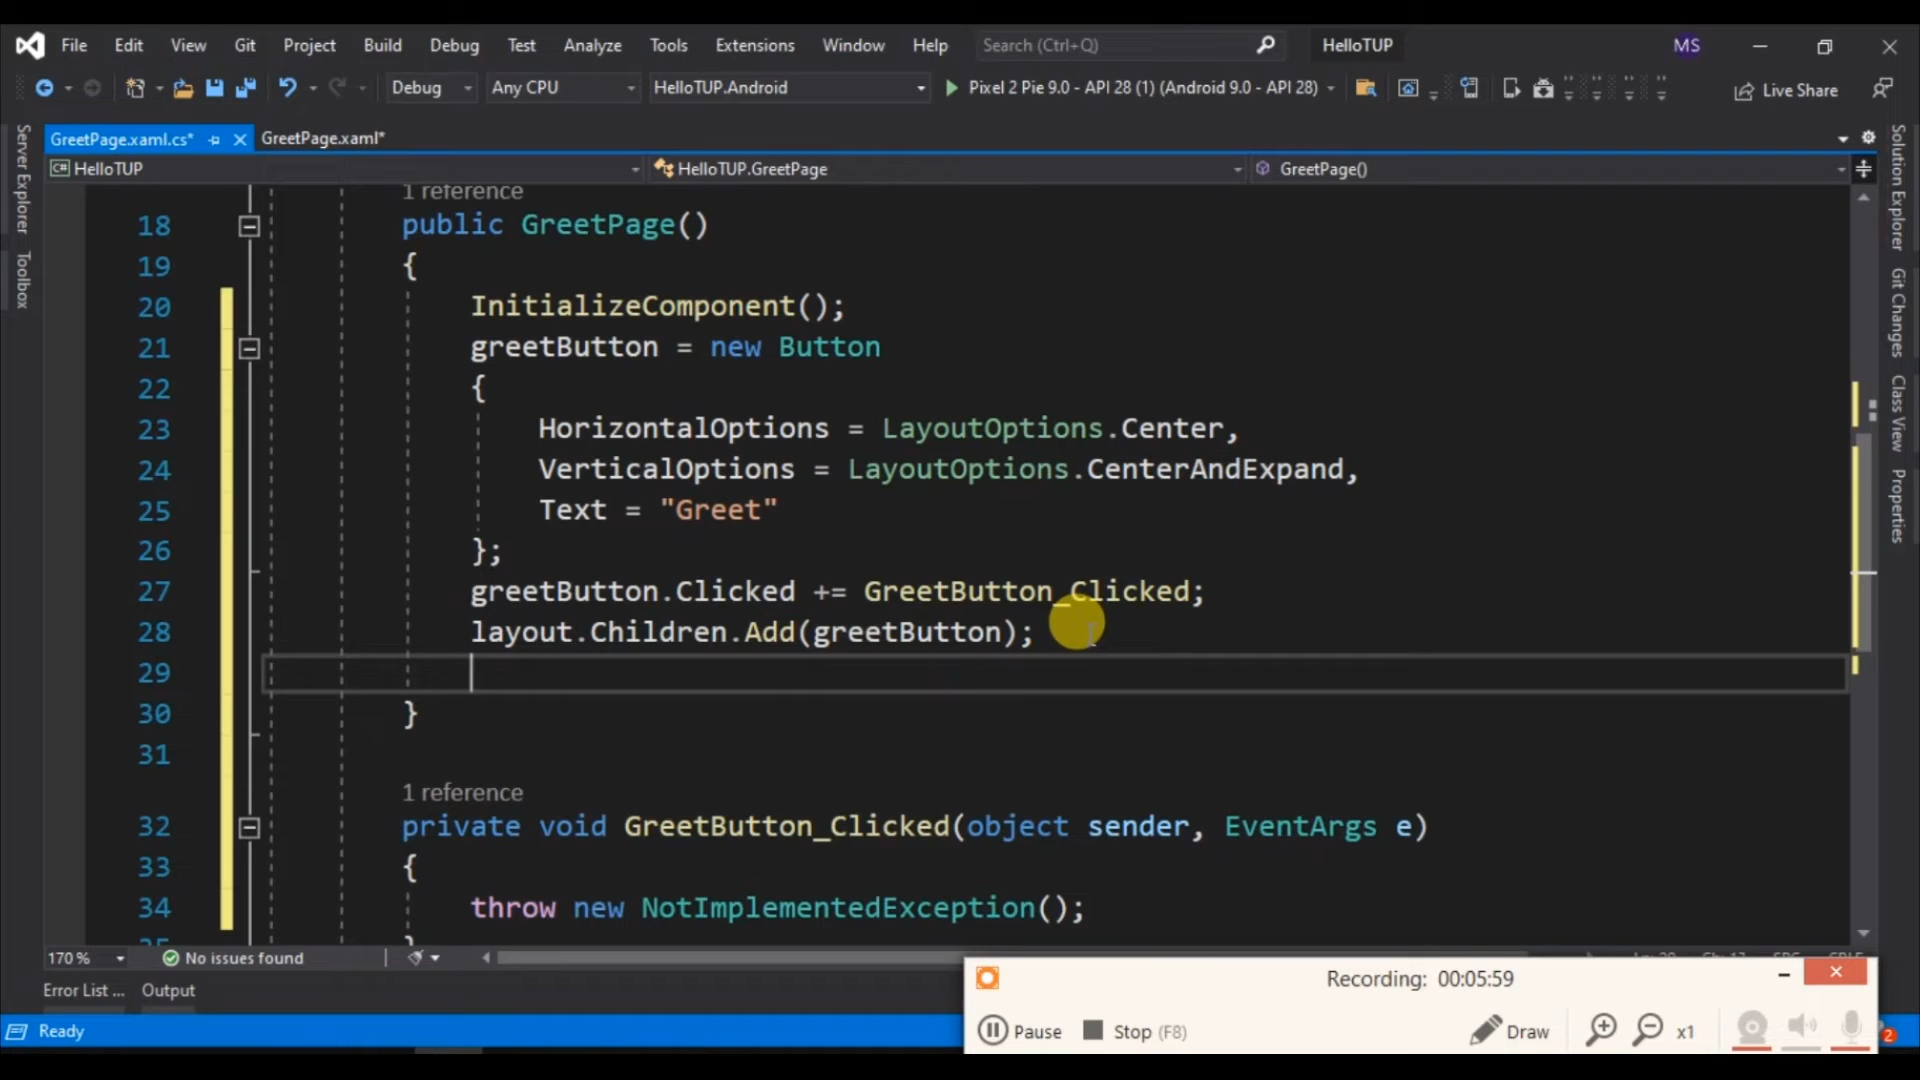 File Edit View Git Project Build Debug Test Analyze Tools Extensions Window Help Search (Ctrl+Q) HelloTUP MS
Debug Any CPU HelloTUP.Android Pixel 2 Pie 9.0 - API 28 (1) (Android 9.0 - API 28) Live Share
GreetPage.xaml.cs* GreetPage.xaml*
HelloTUP HelloTUP.GreetPage GreetPage()
Server Explorer
Toolbox
Solution Explorer
Git Changes
Class View
Properties
1 reference
18 public GreetPage()
19 {
20 InitializeComponent();
21 greetButton = new Button
22 {
23 HorizontalOptions = LayoutOptions.Center,
24 VerticalOptions = LayoutOptions.CenterAndExpand,
25 Text = "Greet"
26 };
27 greetButton.Clicked += GreetButton_Clicked;
28 layout.Children.Add(greetButton);
29
30 }
31
1 reference
32 private void GreetButton_Clicked(object sender, EventArgs e)
33 {
34 throw new NotImplementedException();
170 % No issues found
Error List ... Output
Ready
Recording: 00:05:59
Pause Stop (F8) Draw x1
2